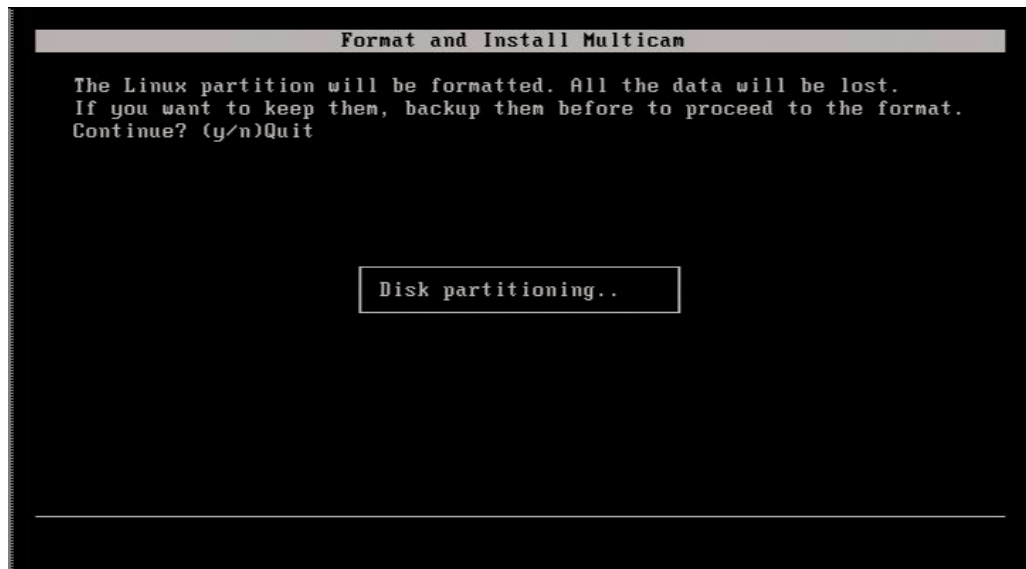 Format and Install Multicam
The Linux partition will be formatted. All the data will be lost.
If you want to keep them, backup them before to proceed to the format.
Continue? (y/n)Quit
Disk partitioning..